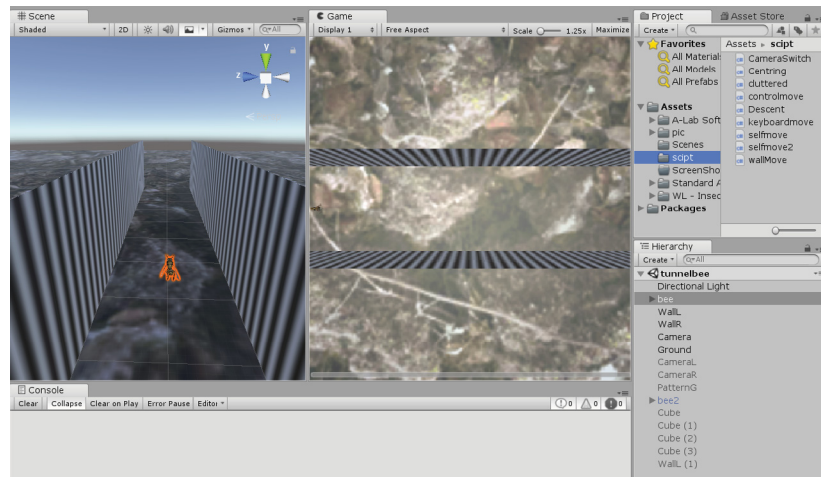 Scene
Shaded 2D Gizmos All
y
z
Game
Display 1 Free Aspect Scale 1.25x Maximize
Project Asset Store
Create
Favorites
All Material
All Models
All Prefabs
Assets
A-Lab Soft
pic
Scenes
scipt
ScreenSho
Standard A
WL - Insec
Packages
Assets scipt
CameraSwitch
Centring
cluttered
controlmove
Descent
keyboardmove
selfmove
selfmove2
wallMove
Hierarchy
Create All
tunnelbee
Directional Light
bee
WallL
WallR
Camera
Ground
CameraL
CameraR
PatternG
bee2
Cube
Cube (1)
Cube (2)
Cube (3)
WallL (1)
Console
Clear Collapse Clear on Play Error Pause Editor 0 0 0